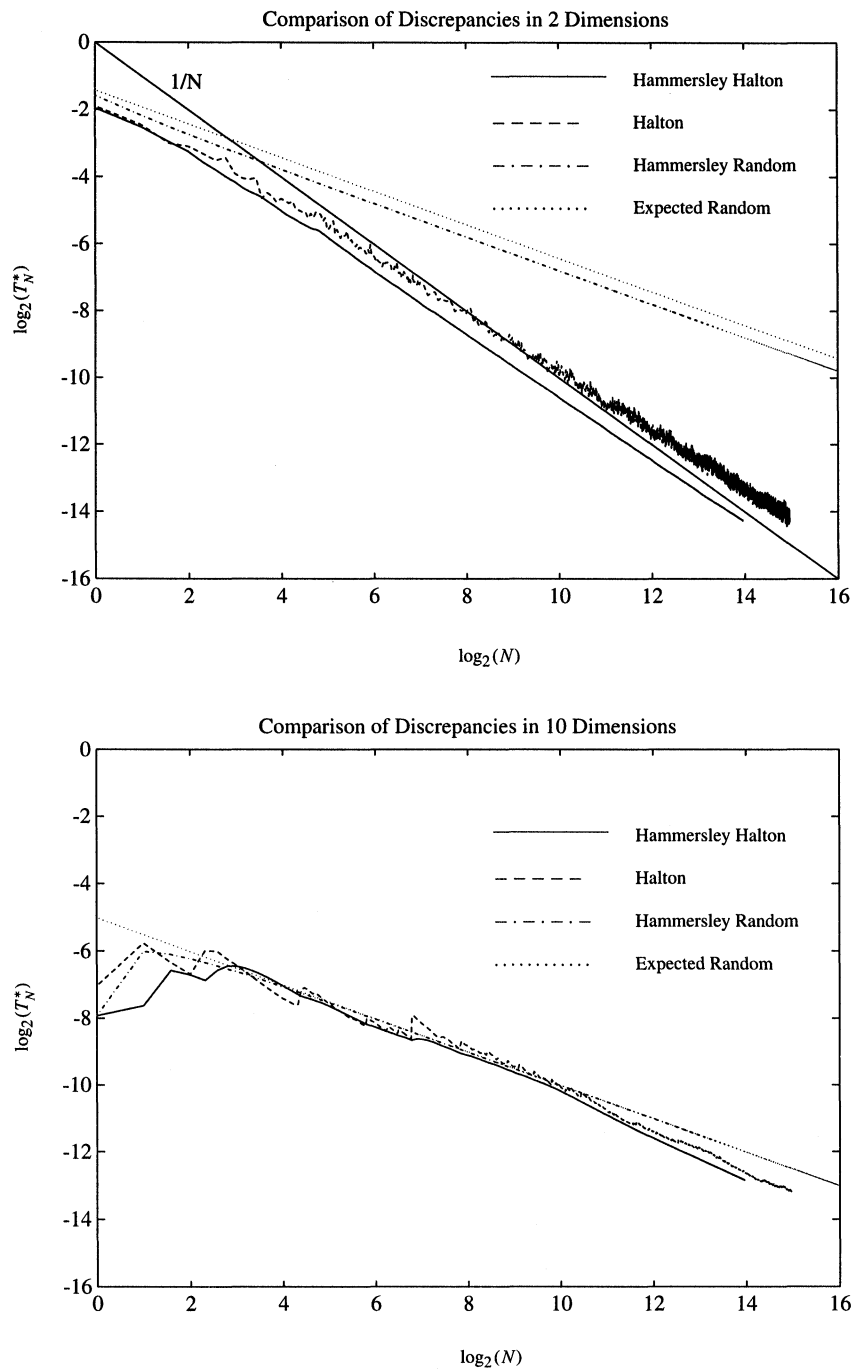 Comparison of Discrepancies in 2 Dimensions
0
1/N
Hammersley Halton
-2
Halton
Hammersley Random
-4
Expected Random
-6
log2(T*N)
-8
-10
-12
-14
-16
0 2 4 6 8 10 12 14 16
log2(N)
Comparison of Discrepancies in 10 Dimensions
0
-2
Hammersley Halton
-4
Halton
Hammersley Random
-6
Expected Random
log2(T*N)
-8
-10
-12
-14
-16
0 2 4 6 8 10 12 14 16
log2(N)